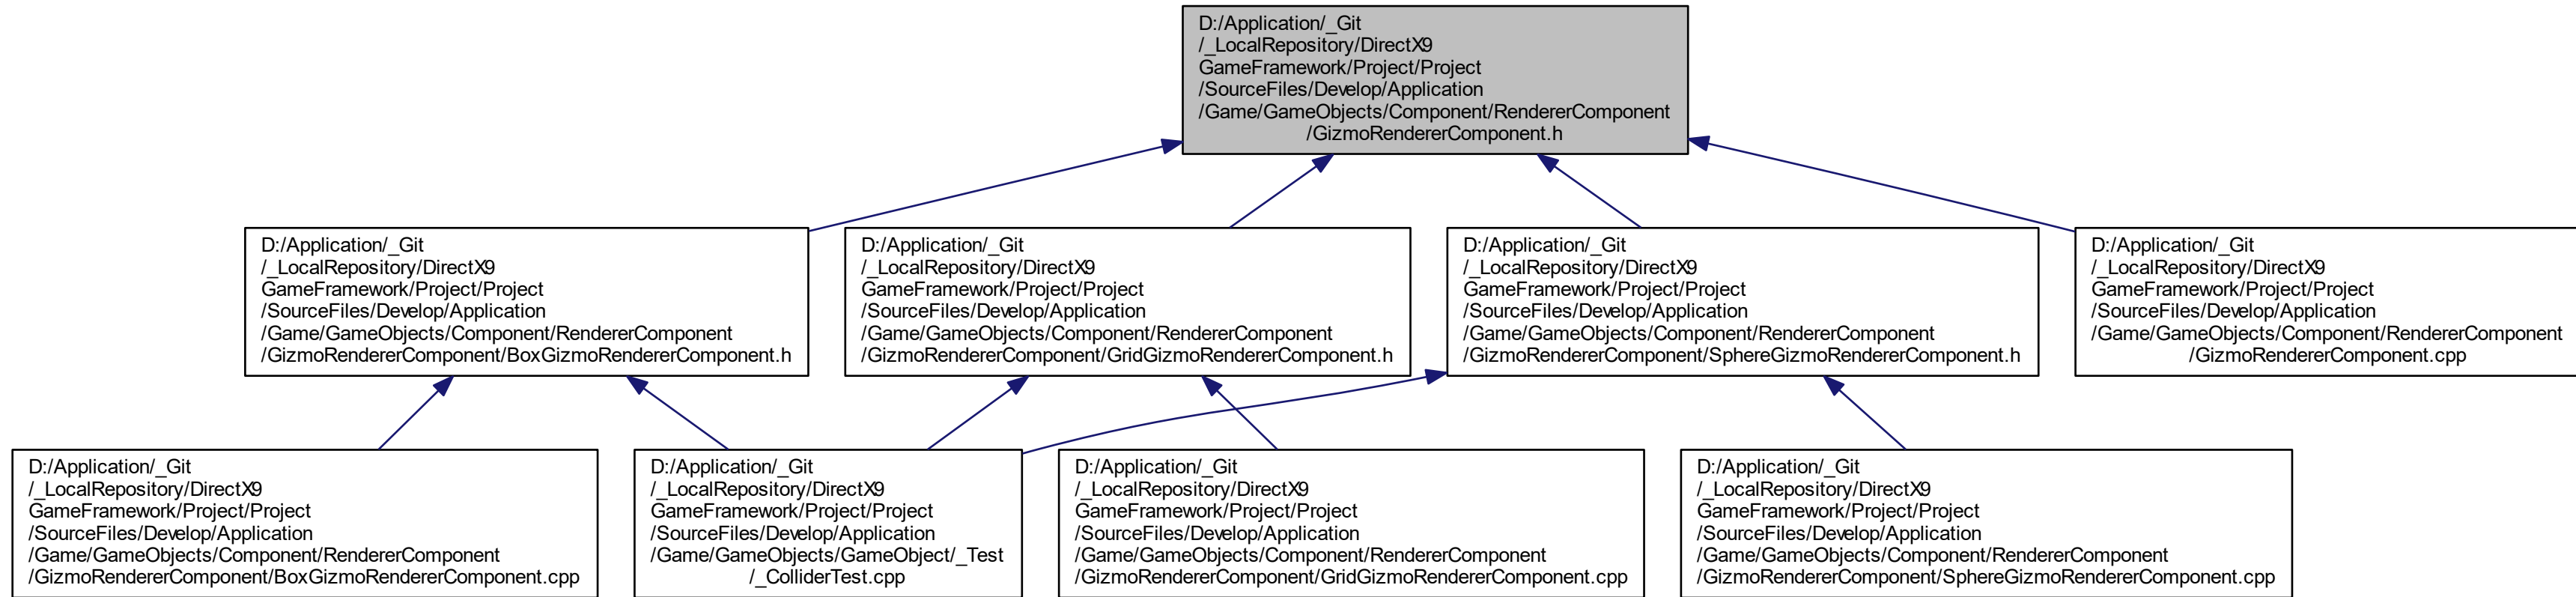 D:/Application/_Git
/_LocalRepository/DirectX9
GameFramework/Project/Project
/SourceFiles/Develop/Application
/Game/GameObjects/Component/RendererComponent
/GizmoRendererComponent.h
D:/Application/_Git
/_LocalRepository/DirectX9
GameFramework/Project/Project
/SourceFiles/Develop/Application
/Game/GameObjects/Component/RendererComponent
/GizmoRendererComponent/BoxGizmoRendererComponent.h
D:/Application/_Git
/_LocalRepository/DirectX9
GameFramework/Project/Project
/SourceFiles/Develop/Application
/Game/GameObjects/Component/RendererComponent
/GizmoRendererComponent/GridGizmoRendererComponent.h
D:/Application/_Git
/_LocalRepository/DirectX9
GameFramework/Project/Project
/SourceFiles/Develop/Application
/Game/GameObjects/Component/RendererComponent
/GizmoRendererComponent/SphereGizmoRendererComponent.h
D:/Application/_Git
/_LocalRepository/DirectX9
GameFramework/Project/Project
/SourceFiles/Develop/Application
/Game/GameObjects/Component/RendererComponent
/GizmoRendererComponent.cpp
D:/Application/_Git
/_LocalRepository/DirectX9
GameFramework/Project/Project
/SourceFiles/Develop/Application
/Game/GameObjects/Component/RendererComponent
/GizmoRendererComponent/BoxGizmoRendererComponent.cpp
D:/Application/_Git
/_LocalRepository/DirectX9
GameFramework/Project/Project
/SourceFiles/Develop/Application
/Game/GameObjects/GameObject/_Test
/_ColliderTest.cpp
D:/Application/_Git
/_LocalRepository/DirectX9
GameFramework/Project/Project
/SourceFiles/Develop/Application
/Game/GameObjects/Component/RendererComponent
/GizmoRendererComponent/GridGizmoRendererComponent.cpp
D:/Application/_Git
/_LocalRepository/DirectX9
GameFramework/Project/Project
/SourceFiles/Develop/Application
/Game/GameObjects/Component/RendererComponent
/GizmoRendererComponent/SphereGizmoRendererComponent.cpp